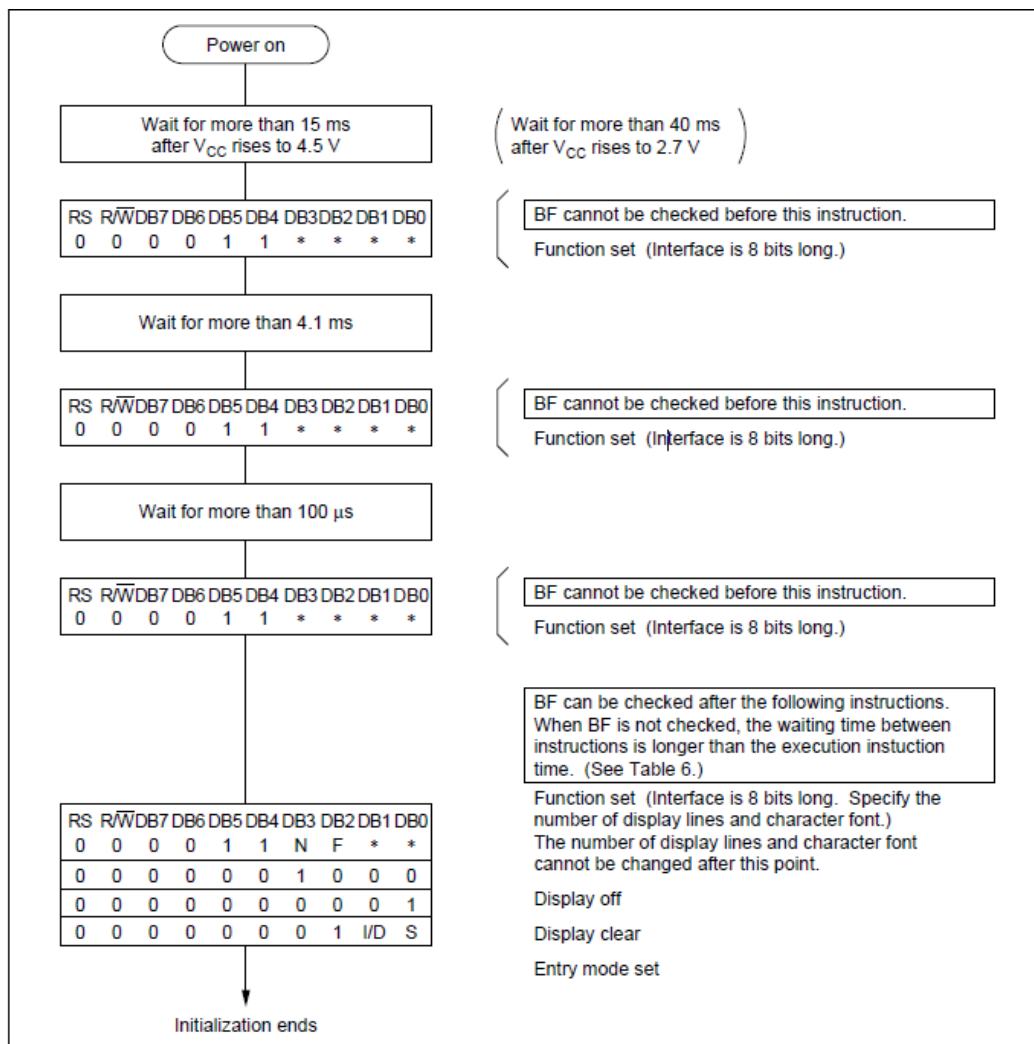 Power on
Wait for more than 15 ms
after VCC rises to 4.5 V
(Wait for more than 40 ms
after VCC rises to 2.7 V)
RS R/W̅ DB7 DB6 DB5 DB4 DB3 DB2 DB1 DB0
0 0 0 0 1 1 * * * *
BF cannot be checked before this instruction.
Function set (Interface is 8 bits long.)
Wait for more than 4.1 ms
RS R/W̅ DB7 DB6 DB5 DB4 DB3 DB2 DB1 DB0
0 0 0 0 1 1 * * * *
BF cannot be checked before this instruction.
Function set (Interface is 8 bits long.)
Wait for more than 100 µs
RS R/W̅ DB7 DB6 DB5 DB4 DB3 DB2 DB1 DB0
0 0 0 0 1 1 * * * *
BF cannot be checked before this instruction.
Function set (Interface is 8 bits long.)
BF can be checked after the following instructions.
When BF is not checked, the waiting time between
instructions is longer than the execution instuction
time. (See Table 6.)
RS R/W̅ DB7 DB6 DB5 DB4 DB3 DB2 DB1 DB0
0 0 0 0 1 1 N F * *
0 0 0 0 0 0 1 0 0 0
0 0 0 0 0 0 0 0 0 1
0 0 0 0 0 0 0 1 I/D S
Function set (Interface is 8 bits long. Specify the
number of display lines and character font.)
The number of display lines and character font
cannot be changed after this point.
Display off
Display clear
Entry mode set
Initialization ends